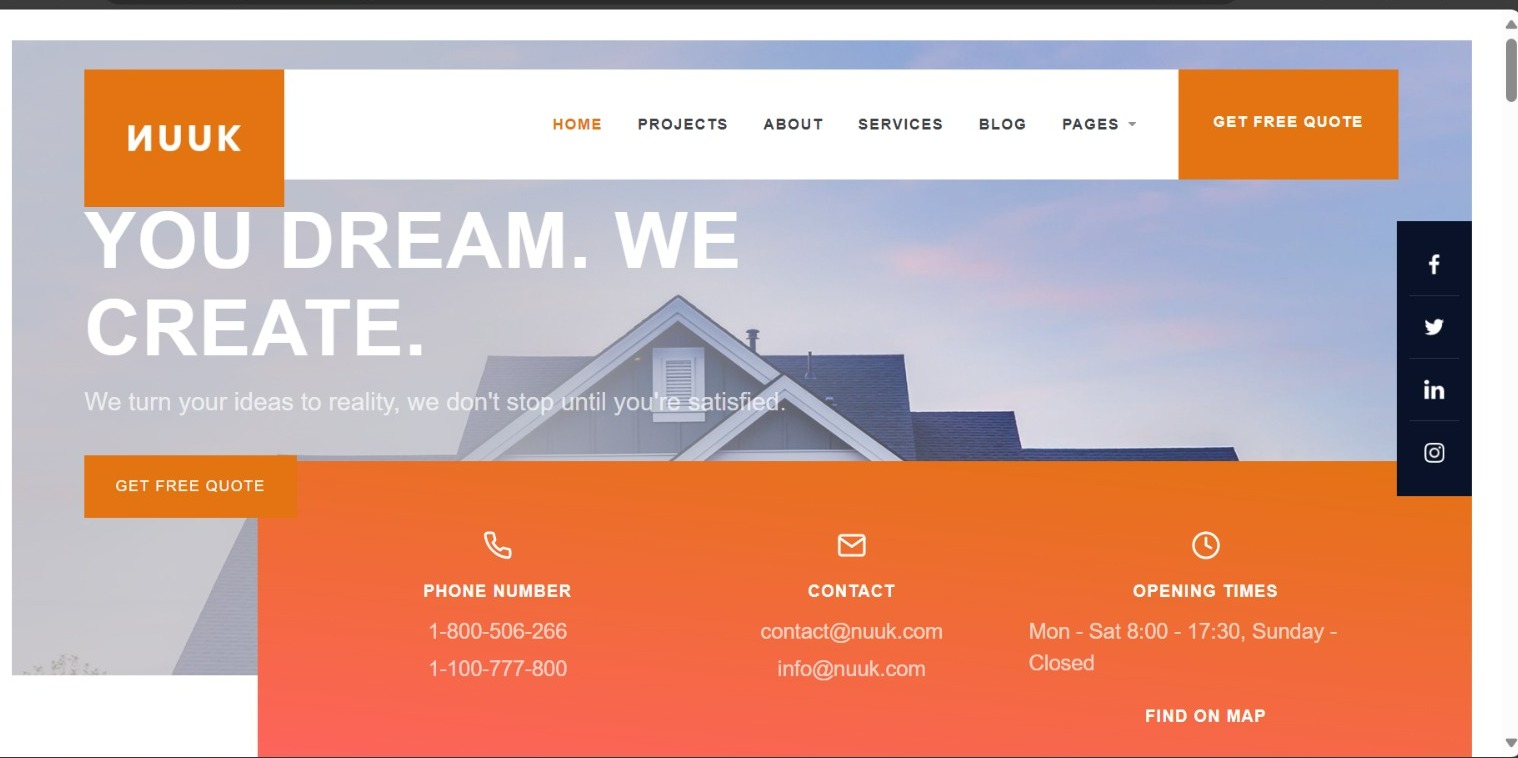 ИUUK
HOME PROJECTS ABOUT SERVICES BLOG PAGES
GET FREE QUOTE
YOU DREAM. WE
CREATE.
We turn your ideas to reality, we don't stop until you're satisfied.
GET FREE QUOTE
PHONE NUMBER
1-800-506-266
1-100-777-800
CONTACT
contact@nuuk.com
info@nuuk.com
OPENING TIMES
Mon - Sat 8:00 - 17:30, Sunday -
Closed
FIND ON MAP